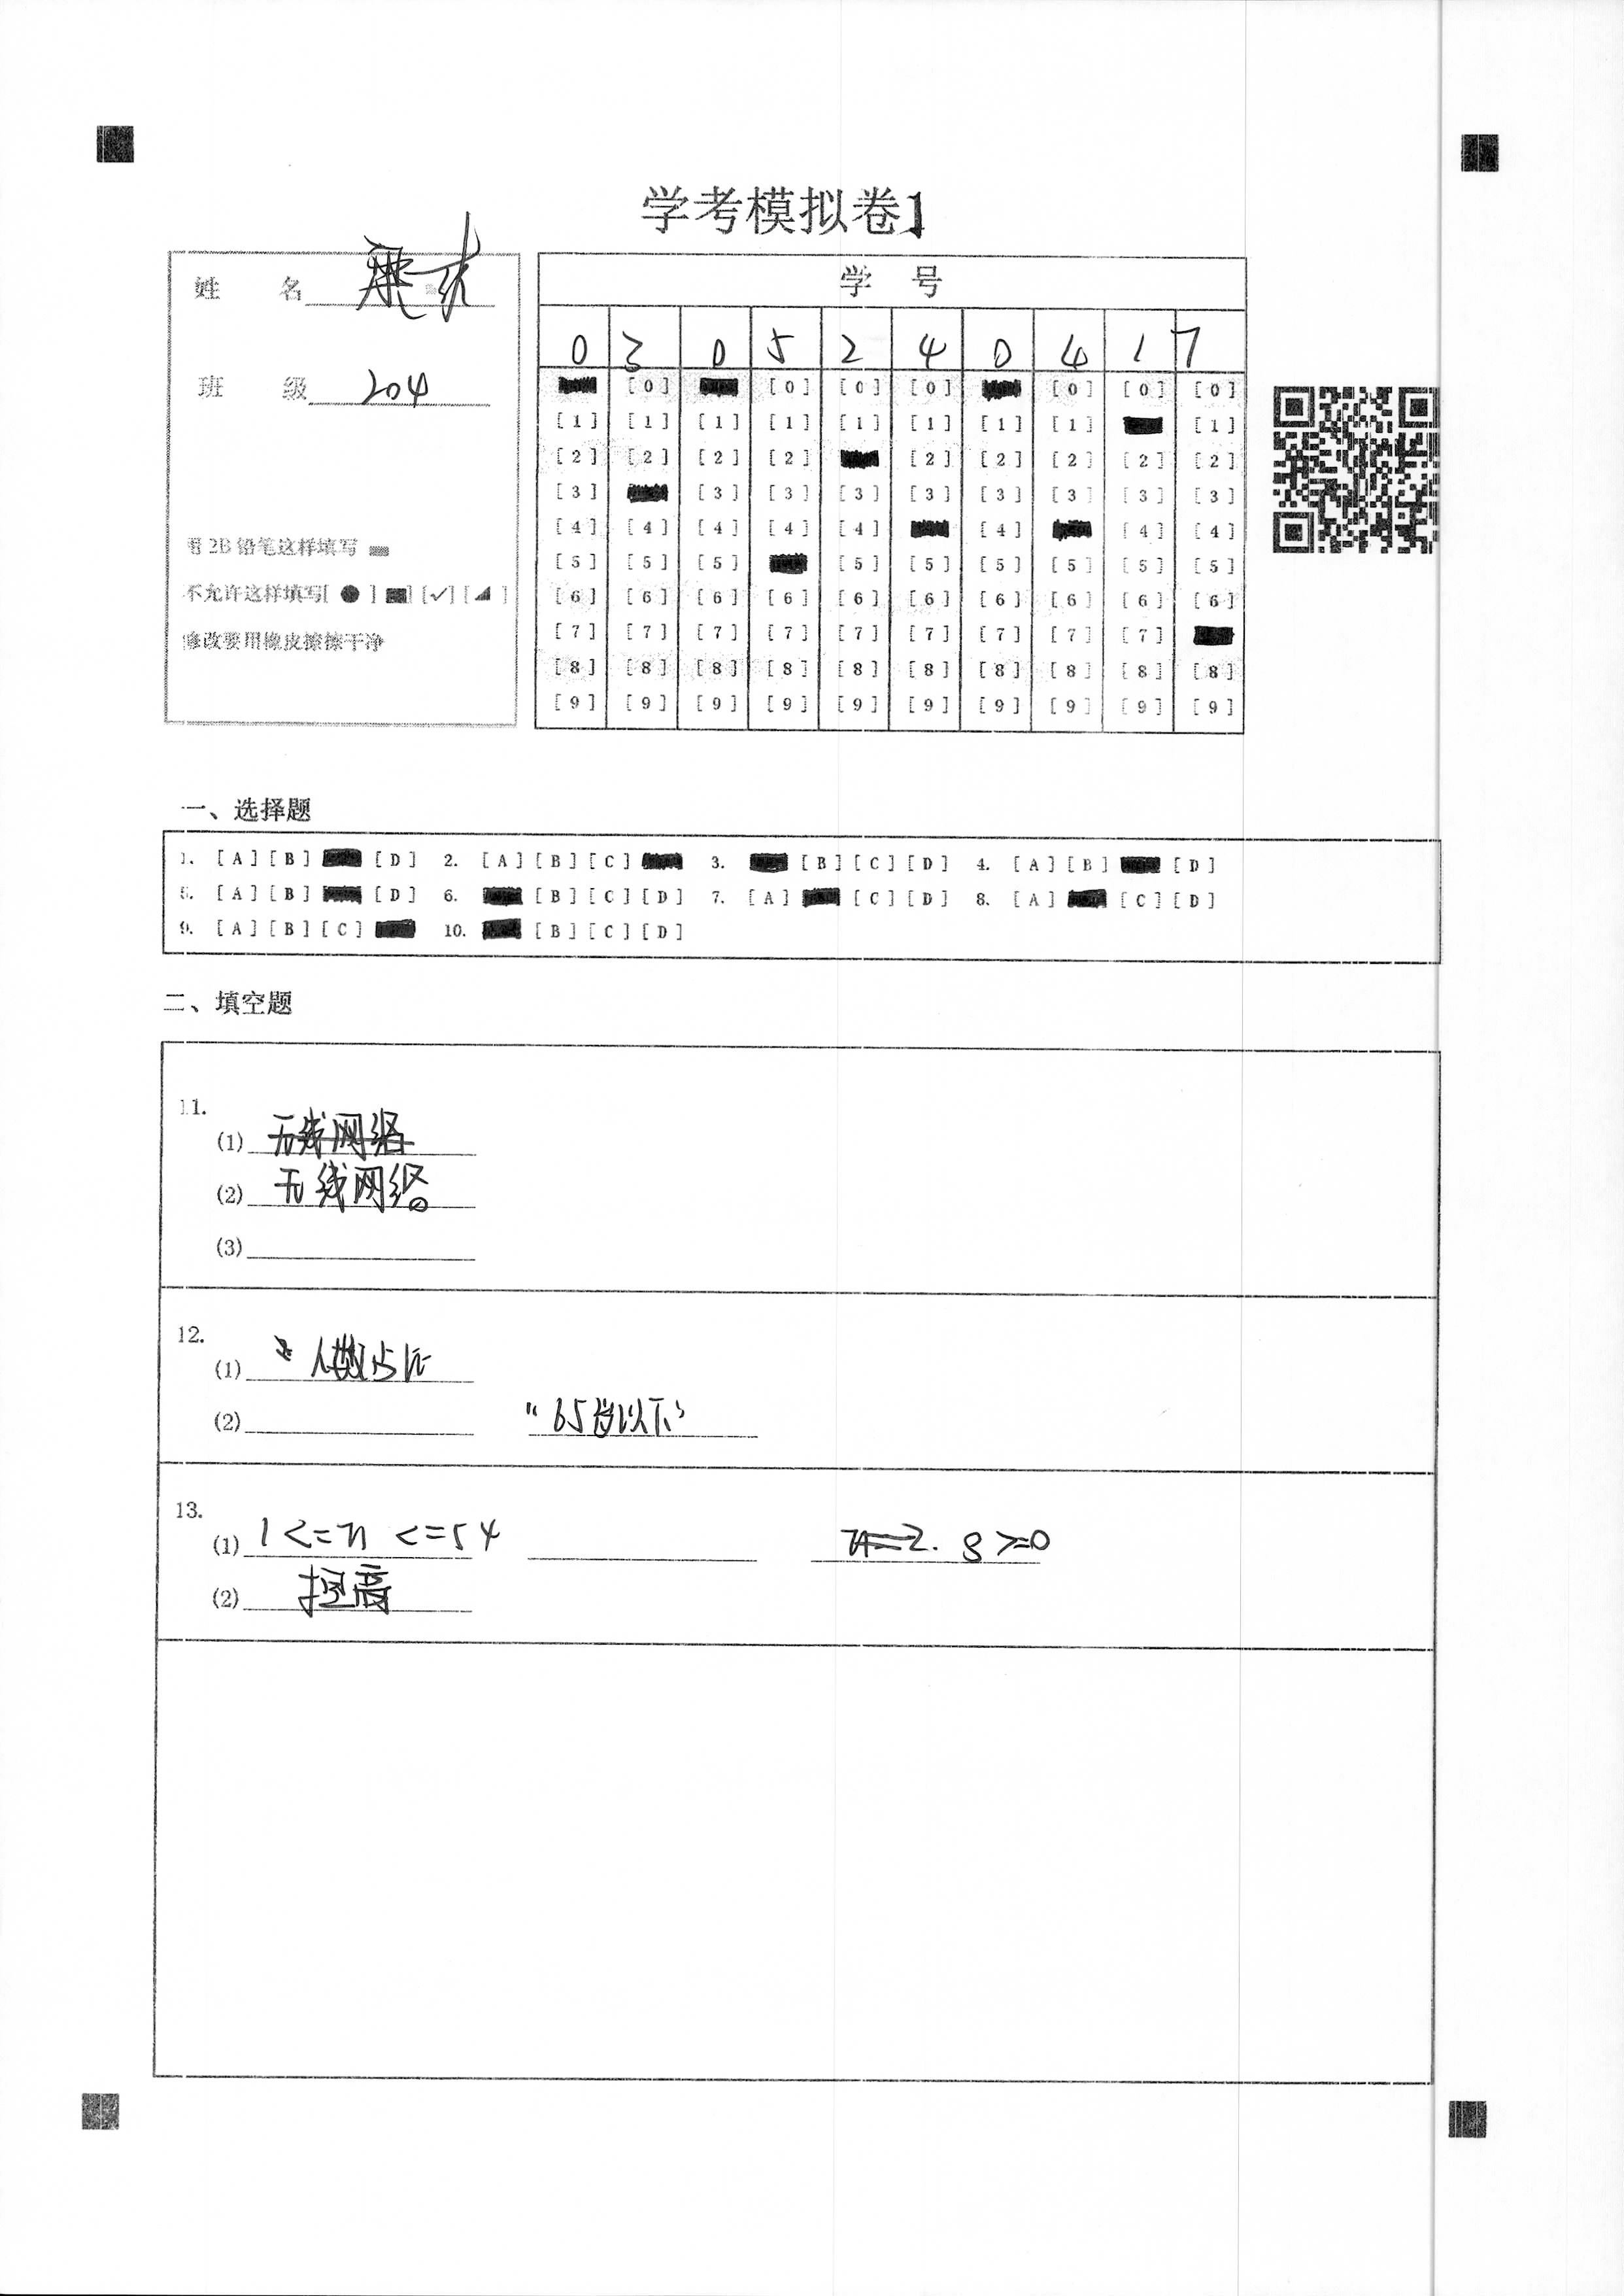 学考模拟卷1
姓 名
班 级 204
用2B铅笔这样填写
不允许这样填写[●] [■] [✓] [◢]
修改要用橡皮擦擦干净
学 号
0 3 0 5 2 4 0 4 1 7
[0] [0] [0] [0] [0] [0] [0]
[1] [1] [1] [1] [1] [1] [1] [1] [1]
[2] [2] [2] [2] [2] [2] [2] [2] [2]
[3] [3] [3] [3] [3] [3] [3] [3] [3]
[4] [4] [4] [4] [4] [4] [4] [4]
[5] [5] [5] [5] [5] [5] [5] [5] [5]
[6] [6] [6] [6] [6] [6] [6] [6] [6] [6]
[7] [7] [7] [7] [7] [7] [7] [7] [7]
[8] [8] [8] [8] [8] [8] [8] [8] [8] [8]
[9] [9] [9] [9] [9] [9] [9] [9] [9] [9]
一、选择题
1. [A] [B] [D] 2. [A] [B] [C] 3. [B] [C] [D] 4. [A] [B] [D]
5. [A] [B] [D] 6. [B] [C] [D] 7. [A] [C] [D] 8. [A] [C] [D]
9. [A] [B] [C] 10. [B] [C] [D]
二、填空题
11.
(1) 无线网络
(2) 无线网络
(3)
12.
(1) 人数占比
(2) "65岁以下"
13.
(1) 1<=n <=54 n=2. s>=0
(2) 高